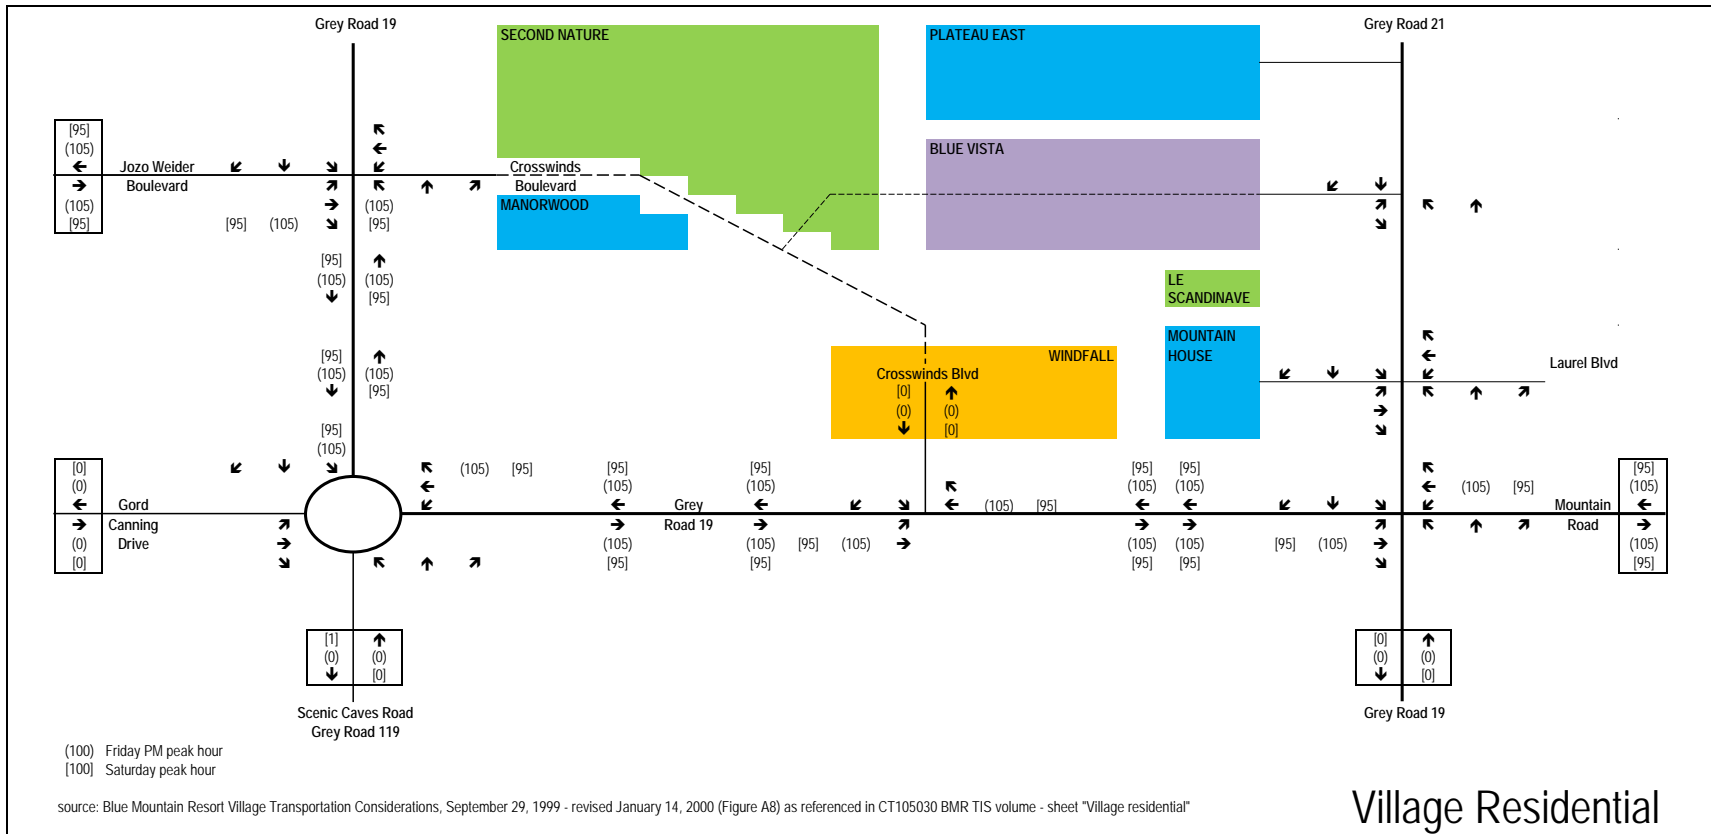 Grey Road 19
Grey Road 21
SECOND NATURE
PLATEAU EAST
[95]
(105)
Jozo Weider
Boulevard
(105)
[95]
Crosswinds
Boulevard
BLUE VISTA
MANORWOOD
[95] (105)
(105)
[95]
[95]
(105) (105)
[95]
LE
SCANDINAVE
MOUNTAIN
HOUSE
WINDFALL
[95]
(105) (105)
[95]
Crosswinds Blvd
[0]
(0) (0)
[0]
Laurel Blvd
[95]
(105)
[0]
(0)
Gord
Canning
Drive
(0)
[0]
(105) [95]
[95]
(105)
Grey
Road 19
(105)
[95]
[95]
(105)
(105) [95] (105)
[95]
(105) [95]
[95] [95]
(105) (105)
(105) (105)
[95] [95]
[95] (105)
(105) [95]
Mountain
Road
[95]
(105)
(105)
[95]
[1]
(0) (0)
[0]
[0]
(0) (0)
[0]
Scenic Caves Road
Grey Road 119
Grey Road 19
(100) Friday PM peak hour
[100] Saturday peak hour
source: Blue Mountain Resort Village Transportation Considerations, September 29, 1999 - revised January 14, 2000 (Figure A8) as referenced in CT105030 BMR TIS volume - sheet "Village residential"
Village Residential